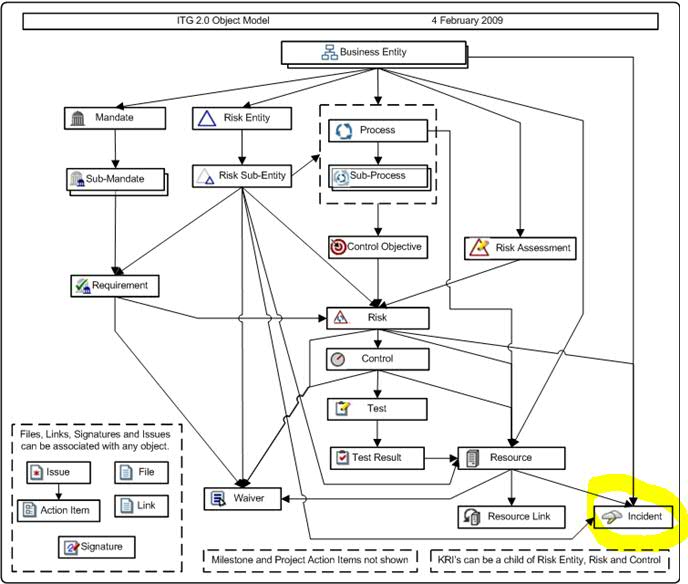 ITG 2.0 Object Model 4 February 2009
Business Entity
Mandate
Risk Entity
Process
Sub-Mandate
Risk Sub-Entity
Sub-Process
Control Objective
Risk Assessment
Requirement
Risk
Control
Test
Test Result
Resource
Files, Links, Signatures and Issues
can be associated with any object.
Issue
File
Action Item
Link
Signature
Waiver
Resource Link
Incident
Milestone and Project Action Items not shown
KRI's can be a child of Risk Entity, Risk and Control